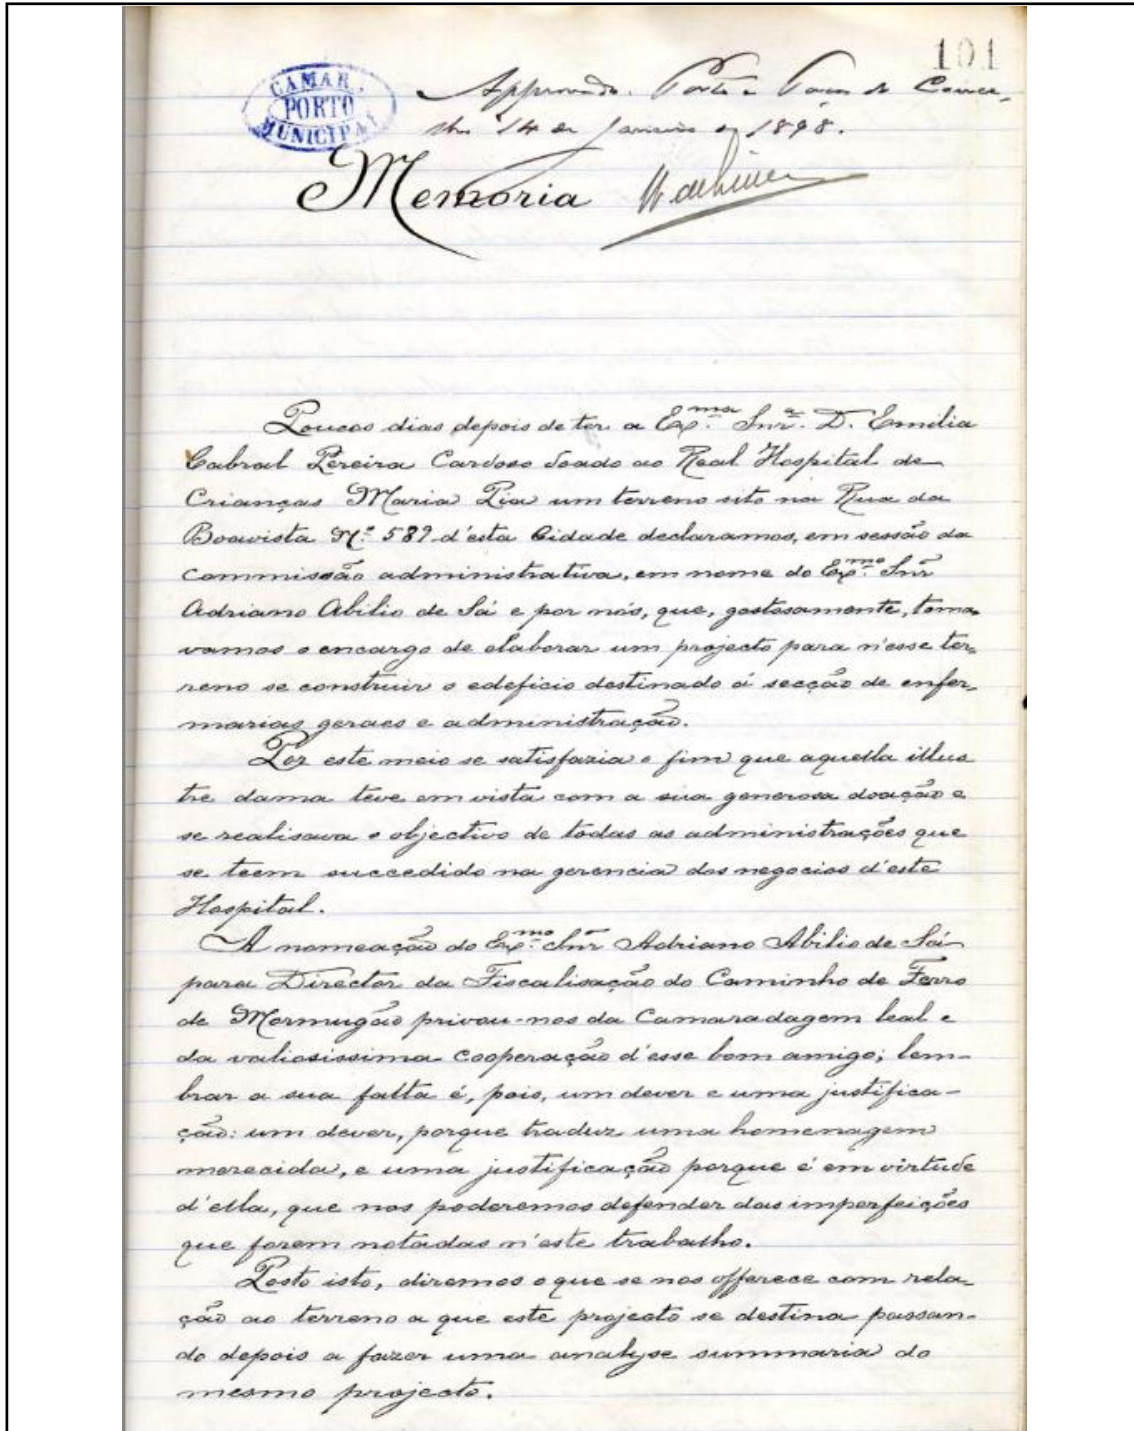 101
CAMARA
PORTO
MUNICIPAL
Approvado. Porto e Paços do Conce-
lho 14 de Janeiro de 1898.
Memoria
Poucos dias depois de ter a Exᵐᵃ Snrᵃ. D. Emilia
Cabral Pereira Cardoso doado ao Real Hospital de
Crianças Maria Pia um terreno sito na Rua da
Boavista Nº 589 d'esta Cidade declaramos, em sessão da
Commissão administrativa, em nome do Exᵐᵒ Snr
Adriano Abilio de Sá e por nós, que, gostosamente, toma-
vamos o encargo de elaborar um projecto para n'esse ter-
reno se construir o edeficio destinado á secção de enfer-
marias geraes e administração.
Por este meio se satisfazia o fim que aquella illus
tre dama teve em vista com a sua generosa doação e
se realisava o objectivo de todas as administrações que
se teem succedido na gerencia dos negocios d'este
Hospital.
A nomeação do Exᵐᵒ Snr Adriano Abilio de Sá
para Director da Fiscalisação do Caminho de Ferro
de Mormugão privou-nos da Camaradagem leal e
da valiosissima Cooperação d'esse bom amigo; lem-
brar a sua falta é, pois, um dever e uma justifica-
ção: um dever, porque traduz uma homenagem
merecida, e uma justificação porque é em virtude
d'ella, que nos poderemos defender das imperfeições
que forem notadas n'este trabalho.
Posto isto, diremos o que se nos offerece com rela-
ção ao terreno a que este projecto se destina passan-
do depois a fazer uma analyse summaria do
mesmo projecto.